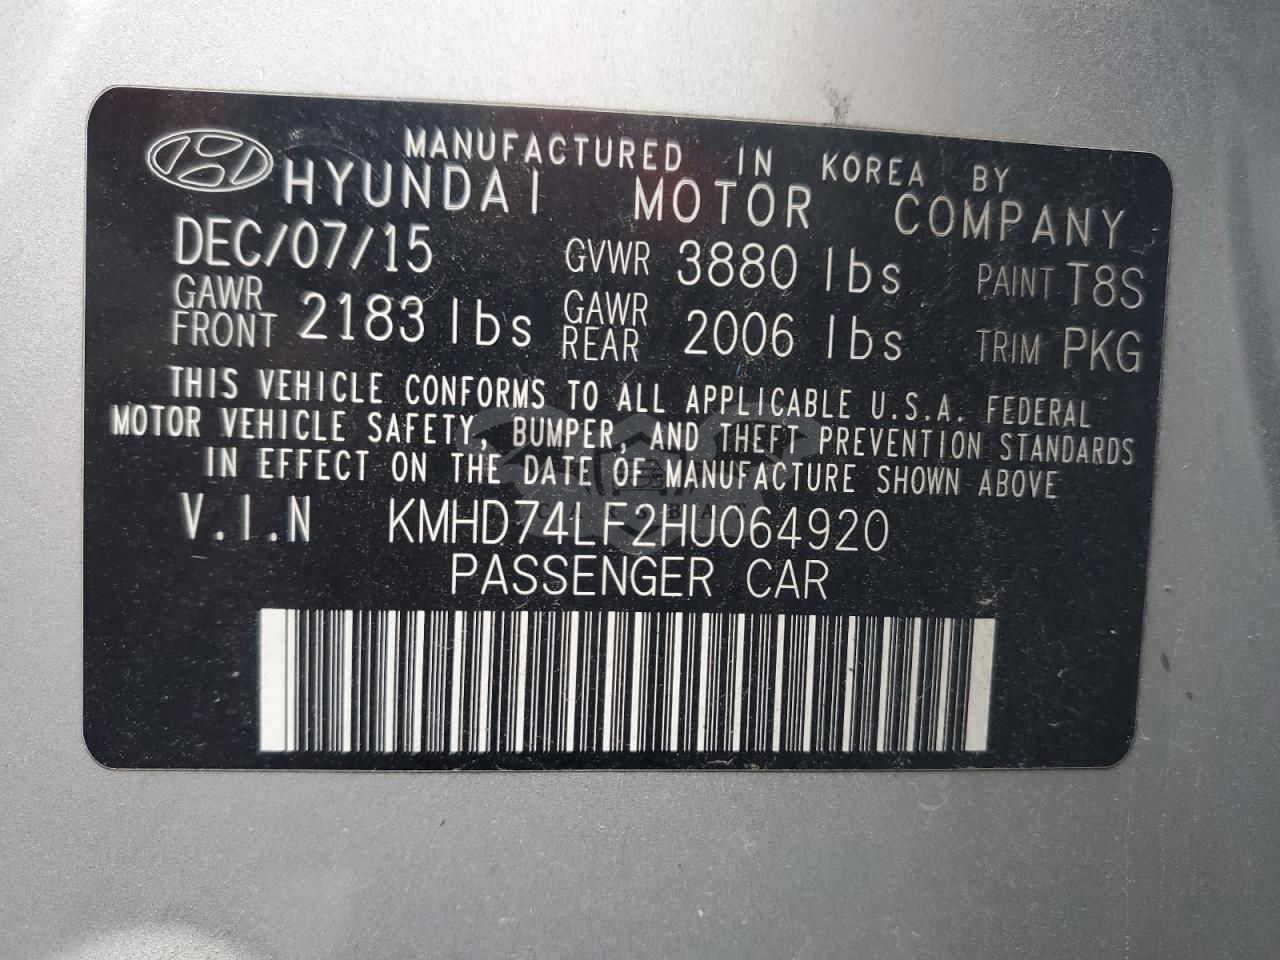 MANUFACTURED IN KOREA BY
HYUNDAI MOTOR COMPANY
DEC/07/15 GVWR 3880 lbs PAINT T8S
GAWR FRONT 2183 lbs GAWR REAR 2006 lbs TRIM PKG
THIS VEHICLE CONFORMS TO ALL APPLICABLE U.S.A. FEDERAL
MOTOR VEHICLE SAFETY, BUMPER, AND THEFT PREVENTION STANDARDS
IN EFFECT ON THE DATE OF MANUFACTURE SHOWN ABOVE
V.I.N KMHD74LF2HU064920
PASSENGER CAR